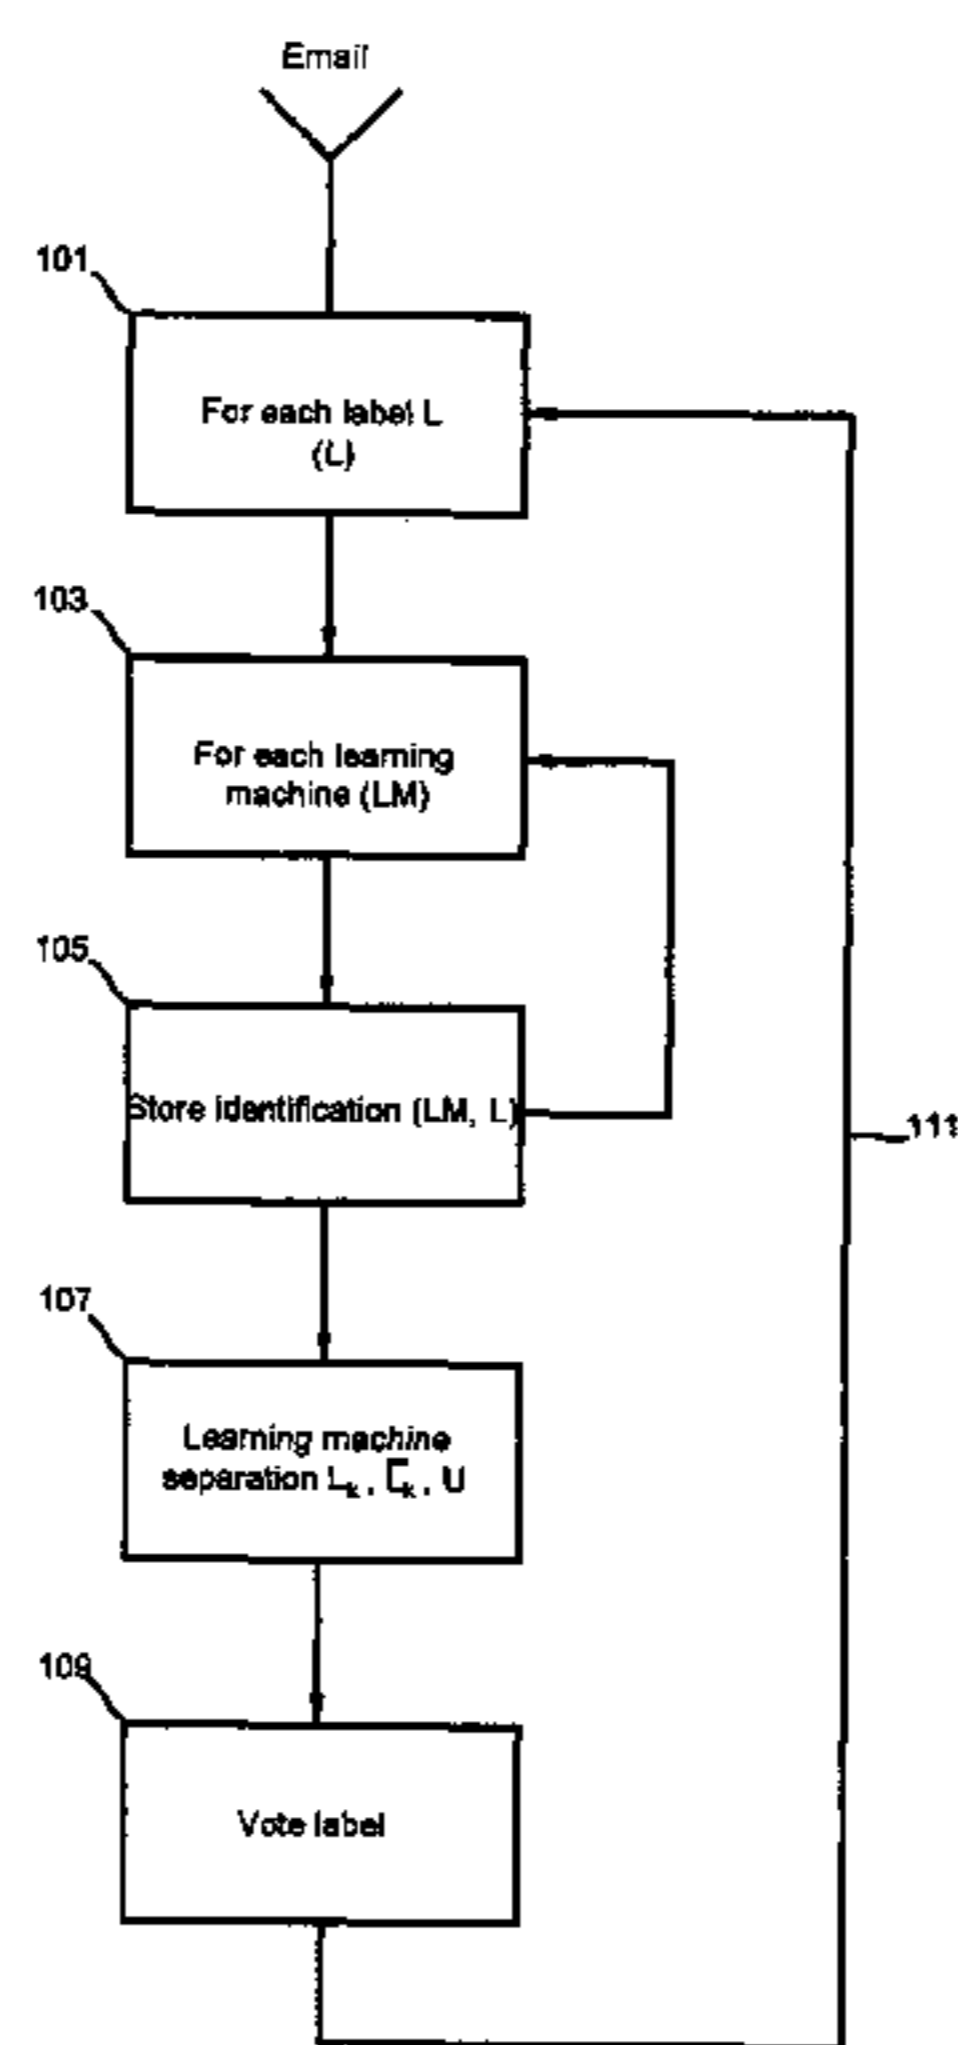 Email
101
For each label L
(L)
103
For each learning
machine (LM)
105
Store identification (LM, L)
111
107
Learning machine
separation Lₖ, L̅ₖ, U
109
Vote label